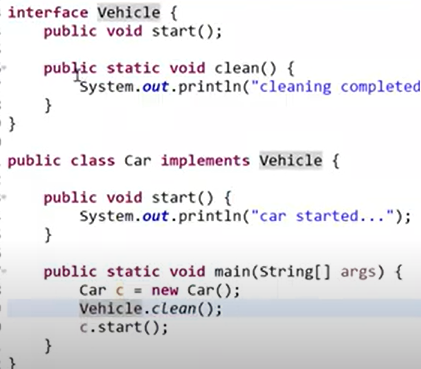 interface Vehicle {
    public void start();
    public static void clean() {
        System.out.println("cleaning completed
    }
}
public class Car implements Vehicle {
    public void start() {
        System.out.println("car started...");
    }
    public static void main(String[] args) {
        Car c = new Car();
        Vehicle.clean();
        c.start();
    }
}